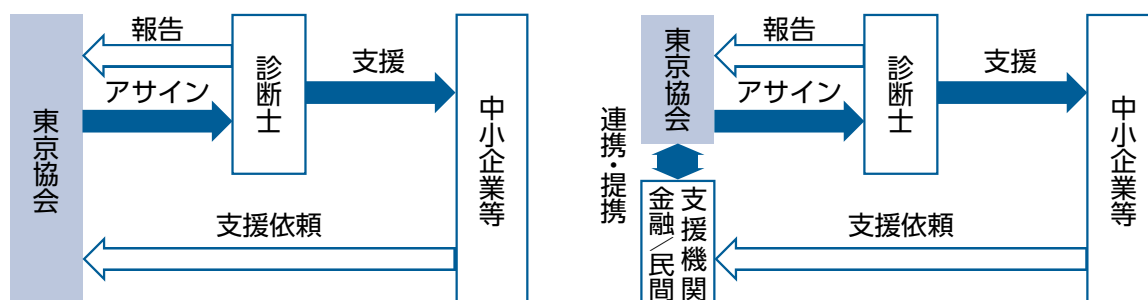 報告
アサイン
支援
東京協会
診断士
中小企業等
支援依頼
報告
アサイン
支援
東京協会
診断士
中小企業等
連携・提携
支援機関
金融／民間
支援依頼